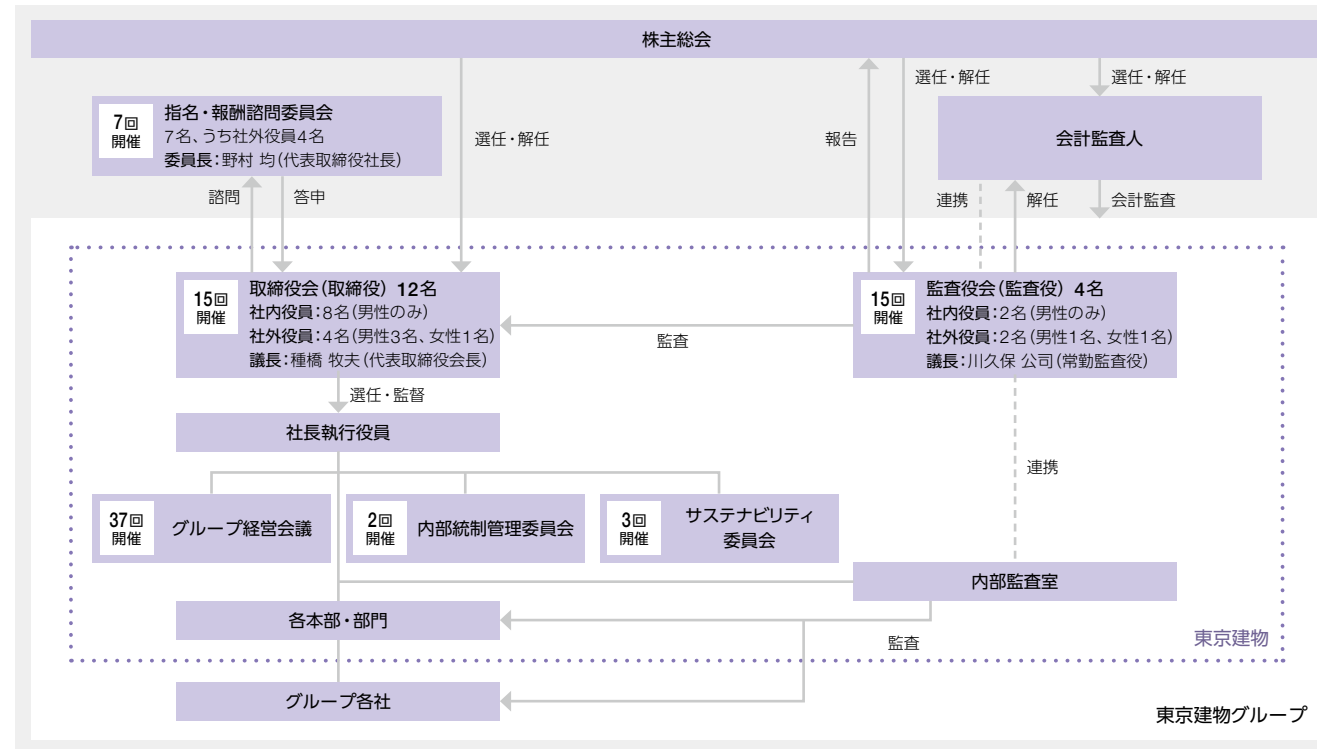 株主総会
7回
開催
指名・報酬諮問委員会
7名、うち社外役員4名
委員長：野村 均（代表取締役社長）
選任・解任
報告
選任・解任
選任・解任
会計監査人
諮問
答申
連携
解任
会計監査
15回
開催
取締役会（取締役）12名
社内役員：8名（男性のみ）
社外役員：4名（男性3名、女性1名）
議長：種橋 牧夫（代表取締役会長）
監査
15回
開催
監査役会（監査役）4名
社内役員：2名（男性のみ）
社外役員：2名（男性1名、女性1名）
議長：川久保 公司（常勤監査役）
選任・監督
社長執行役員
連携
37回
開催
グループ経営会議
2回
開催
内部統制管理委員会
3回
開催
サステナビリティ
委員会
内部監査室
各本部・部門
監査
東京建物
グループ各社
東京建物グループ